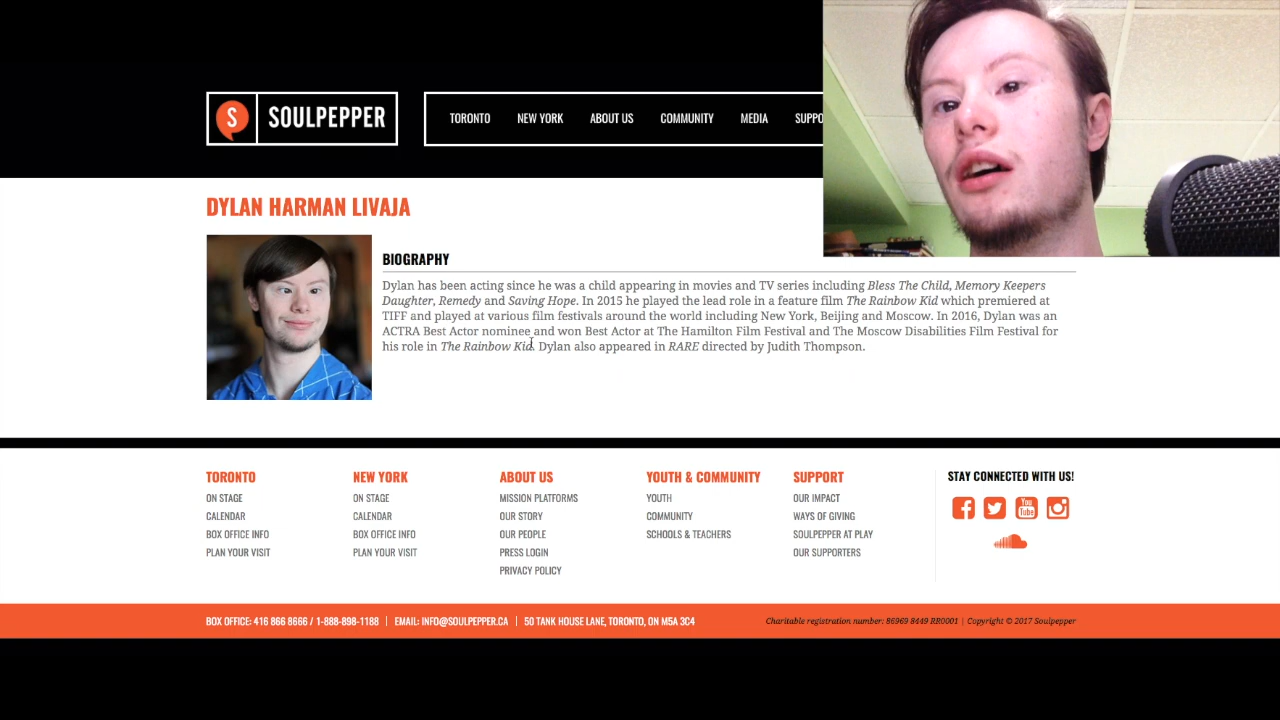 S SOULPEPPER
TORONTO NEW YORK ABOUT US COMMUNITY MEDIA
DYLAN HARMAN LIVAJA
BIOGRAPHY
Dylan has been acting since he was a child appearing in movies and TV series including Bless The Child, Memory Keepers
Daughter, Remedy and Saving Hope. In 2015 he played the lead role in a feature film The Rainbow Kid which premiered at
TIFF and played at various film festivals around the world including New York, Beijing and Moscow. In 2016, Dylan was an
ACTRA Best Actor nominee and won Best Actor at The Hamilton Film Festival and The Moscow Disabilities Film Festival for
his role in The Rainbow Kid. Dylan also appeared in RARE directed by Judith Thompson.
TORONTO
ON STAGE
CALENDAR
BOX OFFICE INFO
PLAN YOUR VISIT
NEW YORK
ON STAGE
CALENDAR
BOX OFFICE INFO
PLAN YOUR VISIT
ABOUT US
MISSION PLATFORMS
OUR STORY
OUR PEOPLE
PRESS LOGIN
PRIVACY POLICY
YOUTH & COMMUNITY
YOUTH
COMMUNITY
SCHOOLS & TEACHERS
SUPPORT
OUR IMPACT
WAYS OF GIVING
SOULPEPPER AT PLAY
OUR SUPPORTERS
STAY CONNECTED WITH US!
You Tube
BOX OFFICE: 416 866 8666 / 1-888-898-1188 | EMAIL: INFO@SOULPEPPER.CA | 50 TANK HOUSE LANE, TORONTO, ON M5A 3C4
Charitable registration number: 86969 8449 RR0001 | Copyright © 2017 Soulpepper